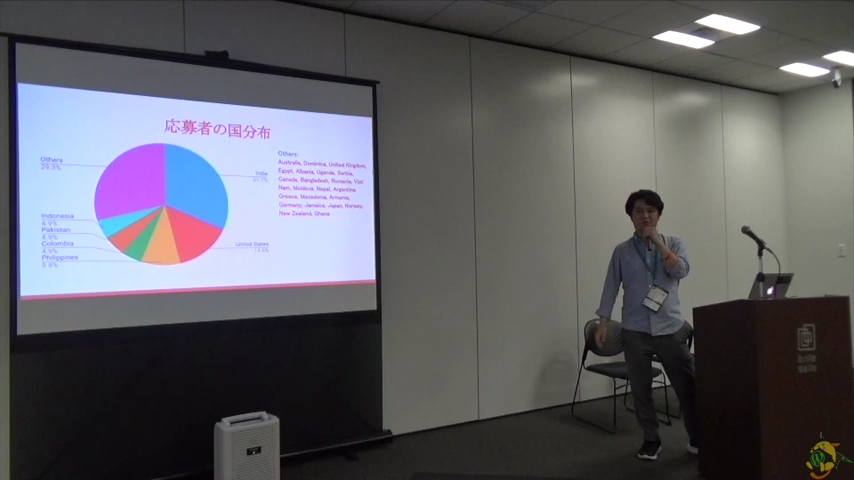 応募者の国分布
Others
29.3%
India
31.7%
Indonesia
4.9%
Pakistan
4.9%
Colombia
4.9%
Philippines
9.8%
United States
14.6%
Others:
Australia, Dominica, United Kingdom,
Egypt, Albania, Uganda, Serbia,
Canada, Bangladesh, Romania, Viet
Nam, Moldova, Nepal, Argentina,
Greece, Macedonia, Armenia,
Germany, Jamaica, Japan, Norway,
New Zealand, Ghana